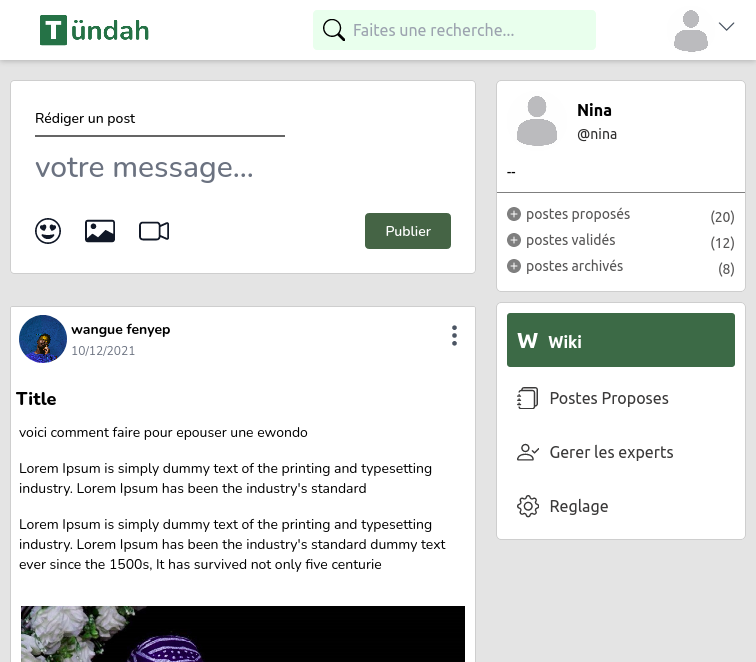 Tündah
Faites une recherche...
Rédiger un post
votre message...
Publier
wangue fenyep
10/12/2021
Title
voici comment faire pour epouser une ewondo
Lorem Ipsum is simply dummy text of the printing and typesetting
industry. Lorem Ipsum has been the industry's standard
Lorem Ipsum is simply dummy text of the printing and typesetting
industry. Lorem Ipsum has been the industry's standard dummy text
ever since the 1500s, It has survived not only five centurie
Nina
@nina
--
postes proposés (20)
postes validés (12)
postes archivés (8)
W Wiki
Postes Proposes
Gerer les experts
Reglage